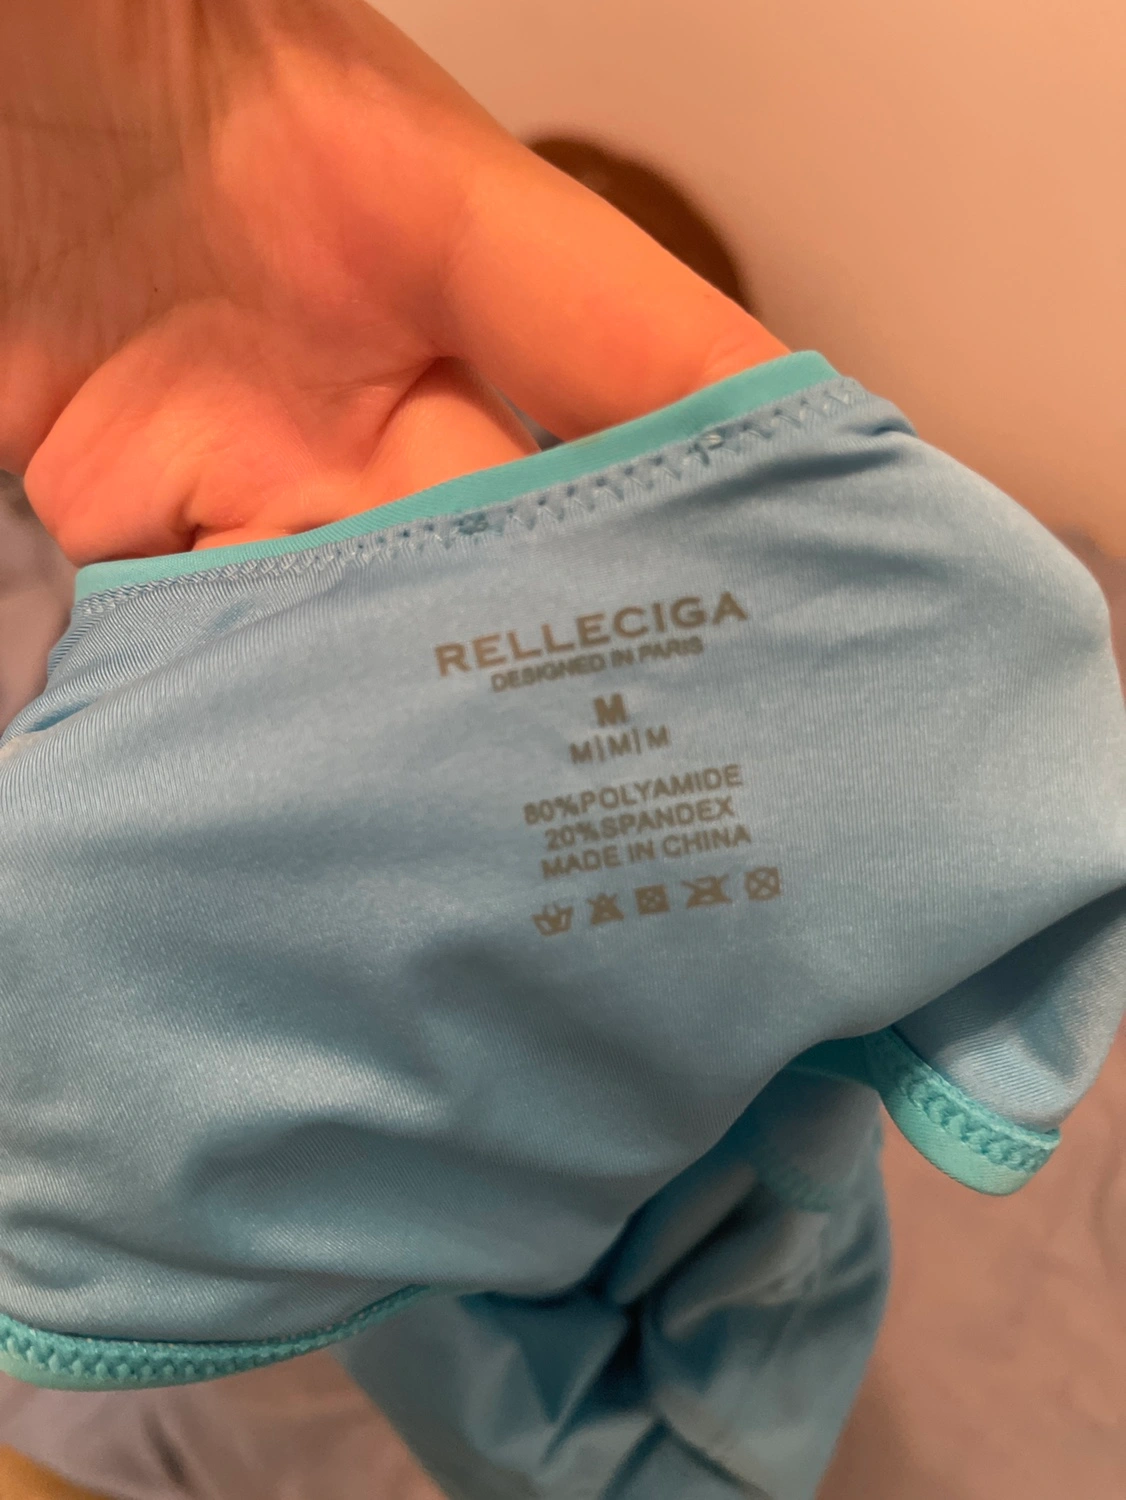 RELLECIGA
DESIGNED IN PARIS
M
M|M|M
80%POLYAMIDE
20%SPANDEX
MADE IN CHINA